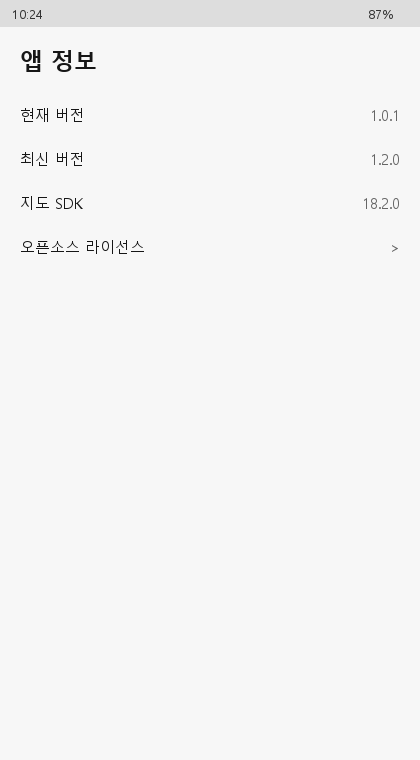 10:24 87%
앱 정보
현재 버전 1.0.1
최신 버전 1.2.0
지도 SDK 18.2.0
오픈소스 라이선스 >